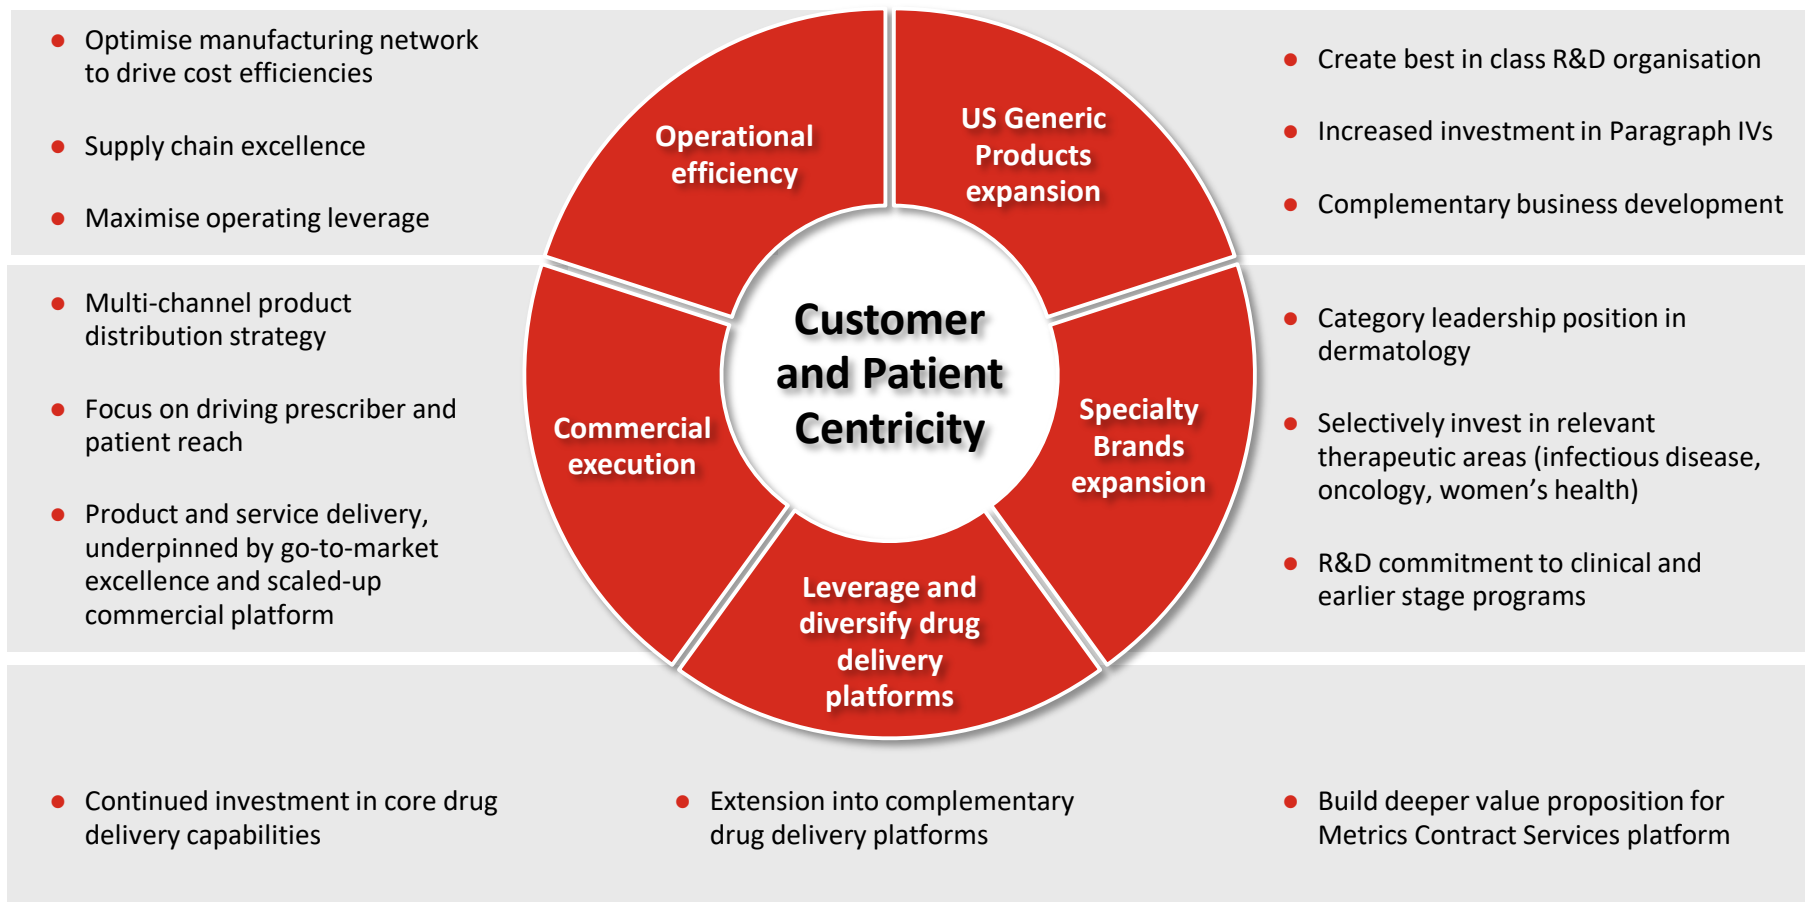 Optimise manufacturing network
to drive cost efficiencies
Supply chain excellence
Maximise operating leverage
Operational
efficiency
US Generic
Products
expansion
Create best in class R&D organisation
Increased investment in Paragraph IVs
Complementary business development
Multi-channel product
distribution strategy
Focus on driving prescriber and
patient reach
Product and service delivery,
underpinned by go-to-market
excellence and scaled-up
commercial platform
Commercial
execution
Customer
and Patient
Centricity
Specialty
Brands
expansion
Category leadership position in
dermatology
Selectively invest in relevant
therapeutic areas (infectious disease,
oncology, women’s health)
R&D commitment to clinical and
earlier stage programs
Leverage and
diversify drug
delivery
platforms
Continued investment in core drug
delivery capabilities
Extension into complementary
drug delivery platforms
Build deeper value proposition for
Metrics Contract Services platform